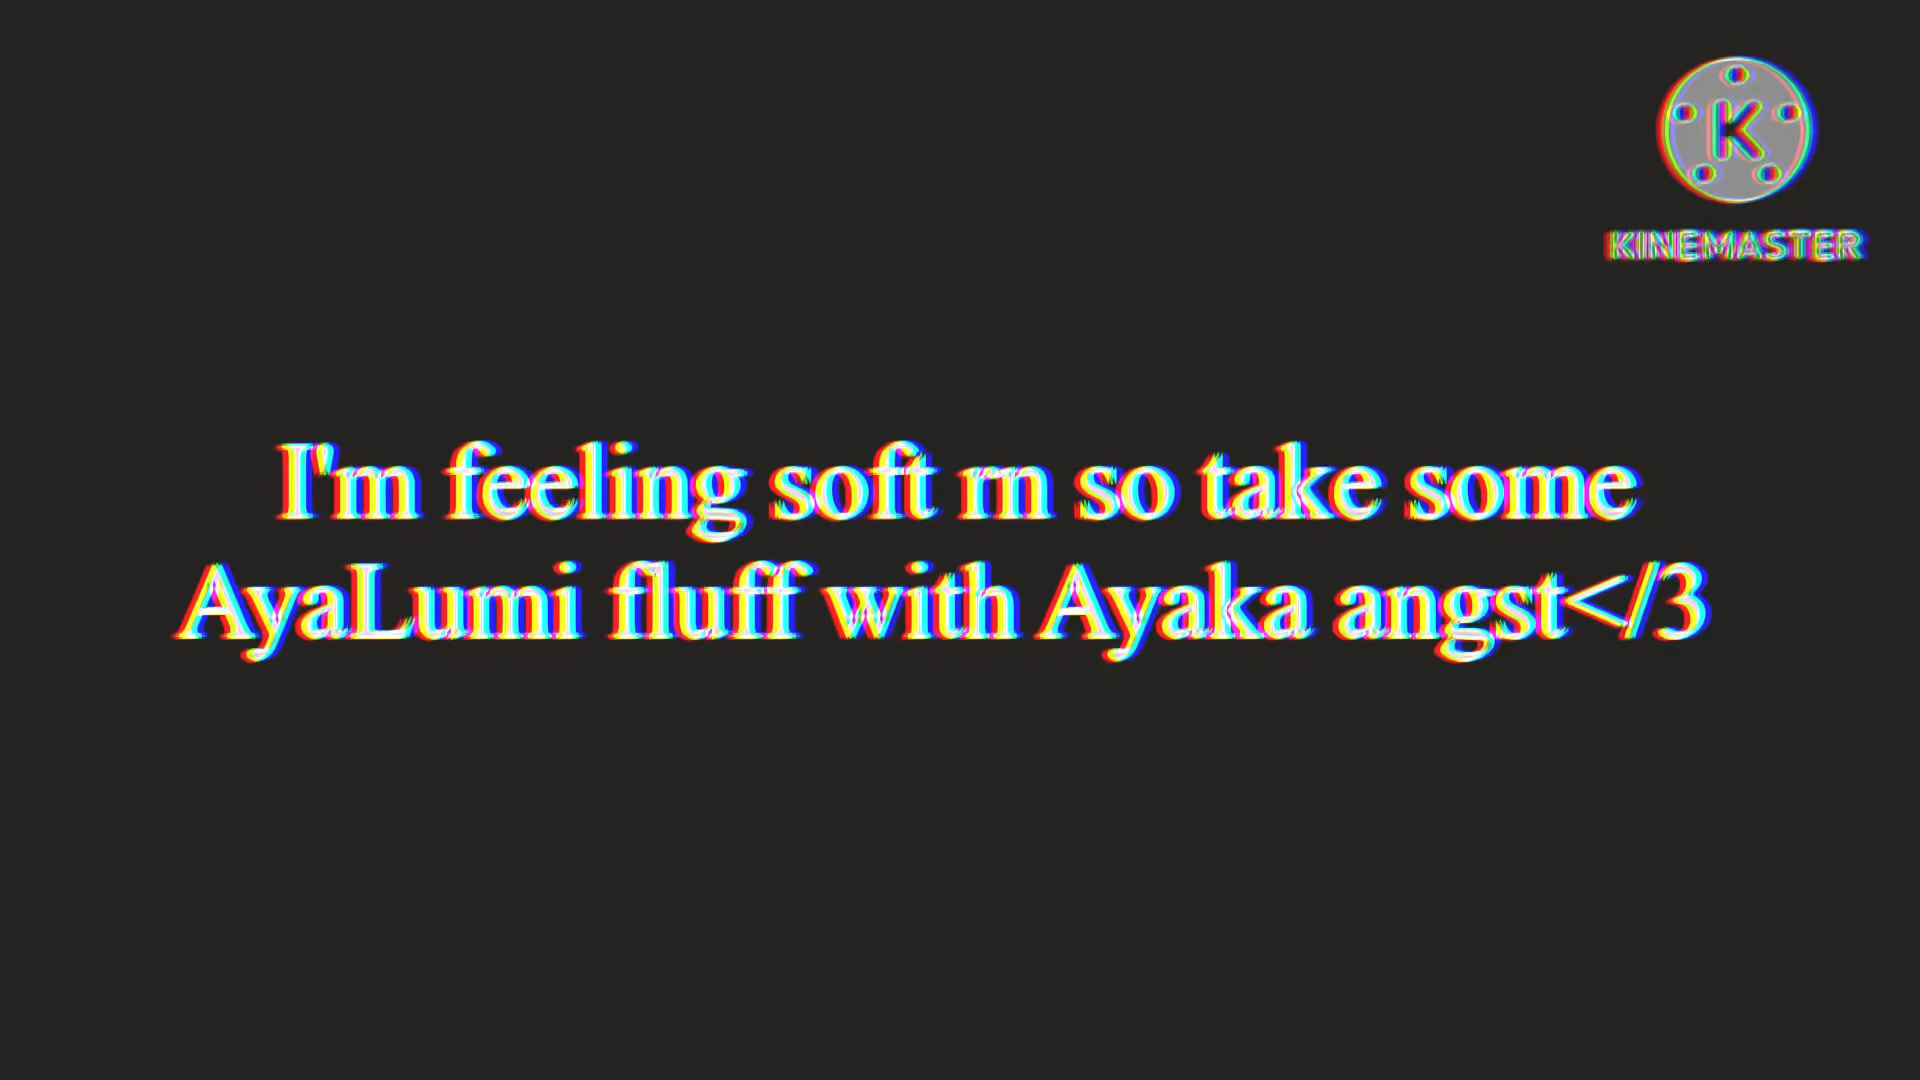 K
KINEMASTER
I'm feeling soft rn so take some
AyaLumi fluff with Ayaka angst</3